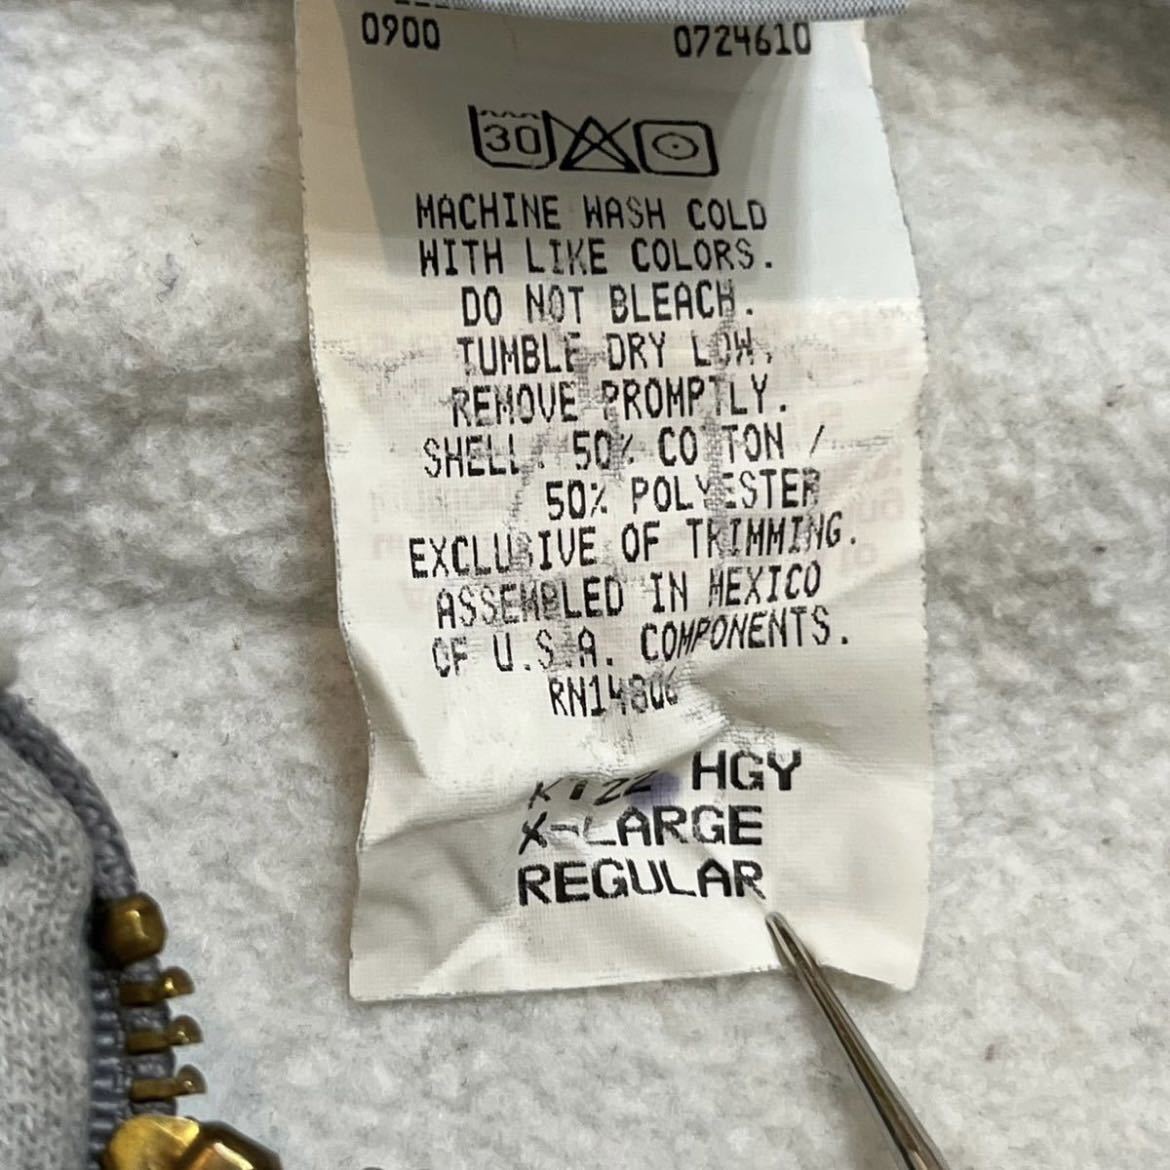 0900 0724610
30
MACHINE WASH COLD
WITH LIKE COLORS.
DO NOT BLEACH.
TUMBLE DRY LOW.
REMOVE PROMPTLY.
SHELL: 50% COTTON /
50% POLYESTER
EXCLUSIVE OF TRIMMING.
ASSEMBLED IN MEXICO
OF U.S.A. COMPONENTS.
RN14806
HGY
X-LARGE
REGULAR